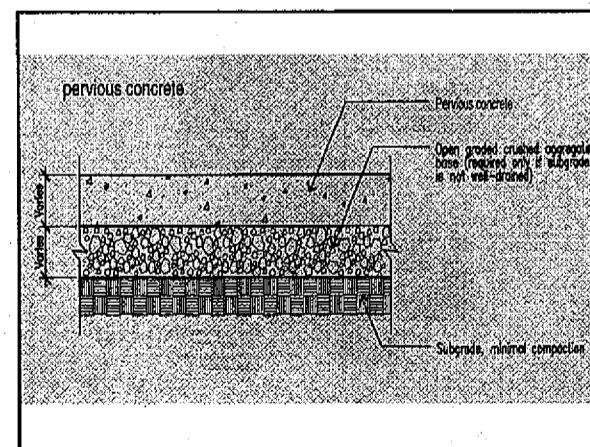 pervious concrete
Pervious concrete
Open graded crushed aggregate
base (required only if subgrade
is not well-drained)
Varies
Varies
Subgrade, minimal compaction